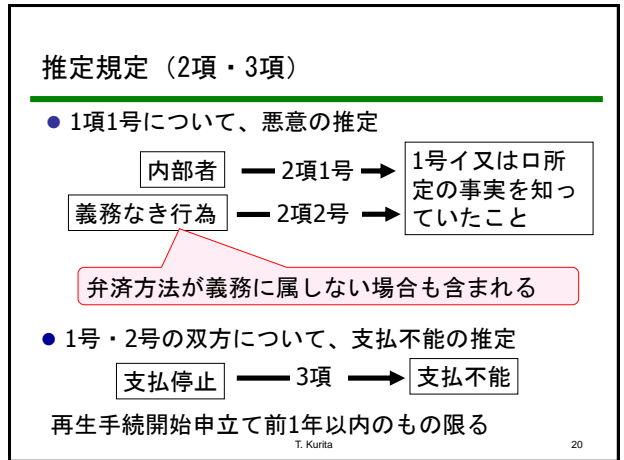 推定規定（2項・3項）
● 1項1号について、悪意の推定
内部者 2項1号 1号イ又はロ所
定の事実を知っ
義務なき行為 2項2号 ていたこと
弁済方法が義務に属しない場合も含まれる
● 1号・2号の双方について、支払不能の推定
支払停止 3項 支払不能
再生手続開始申立て前1年以内のもの限る
T. Kurita 20